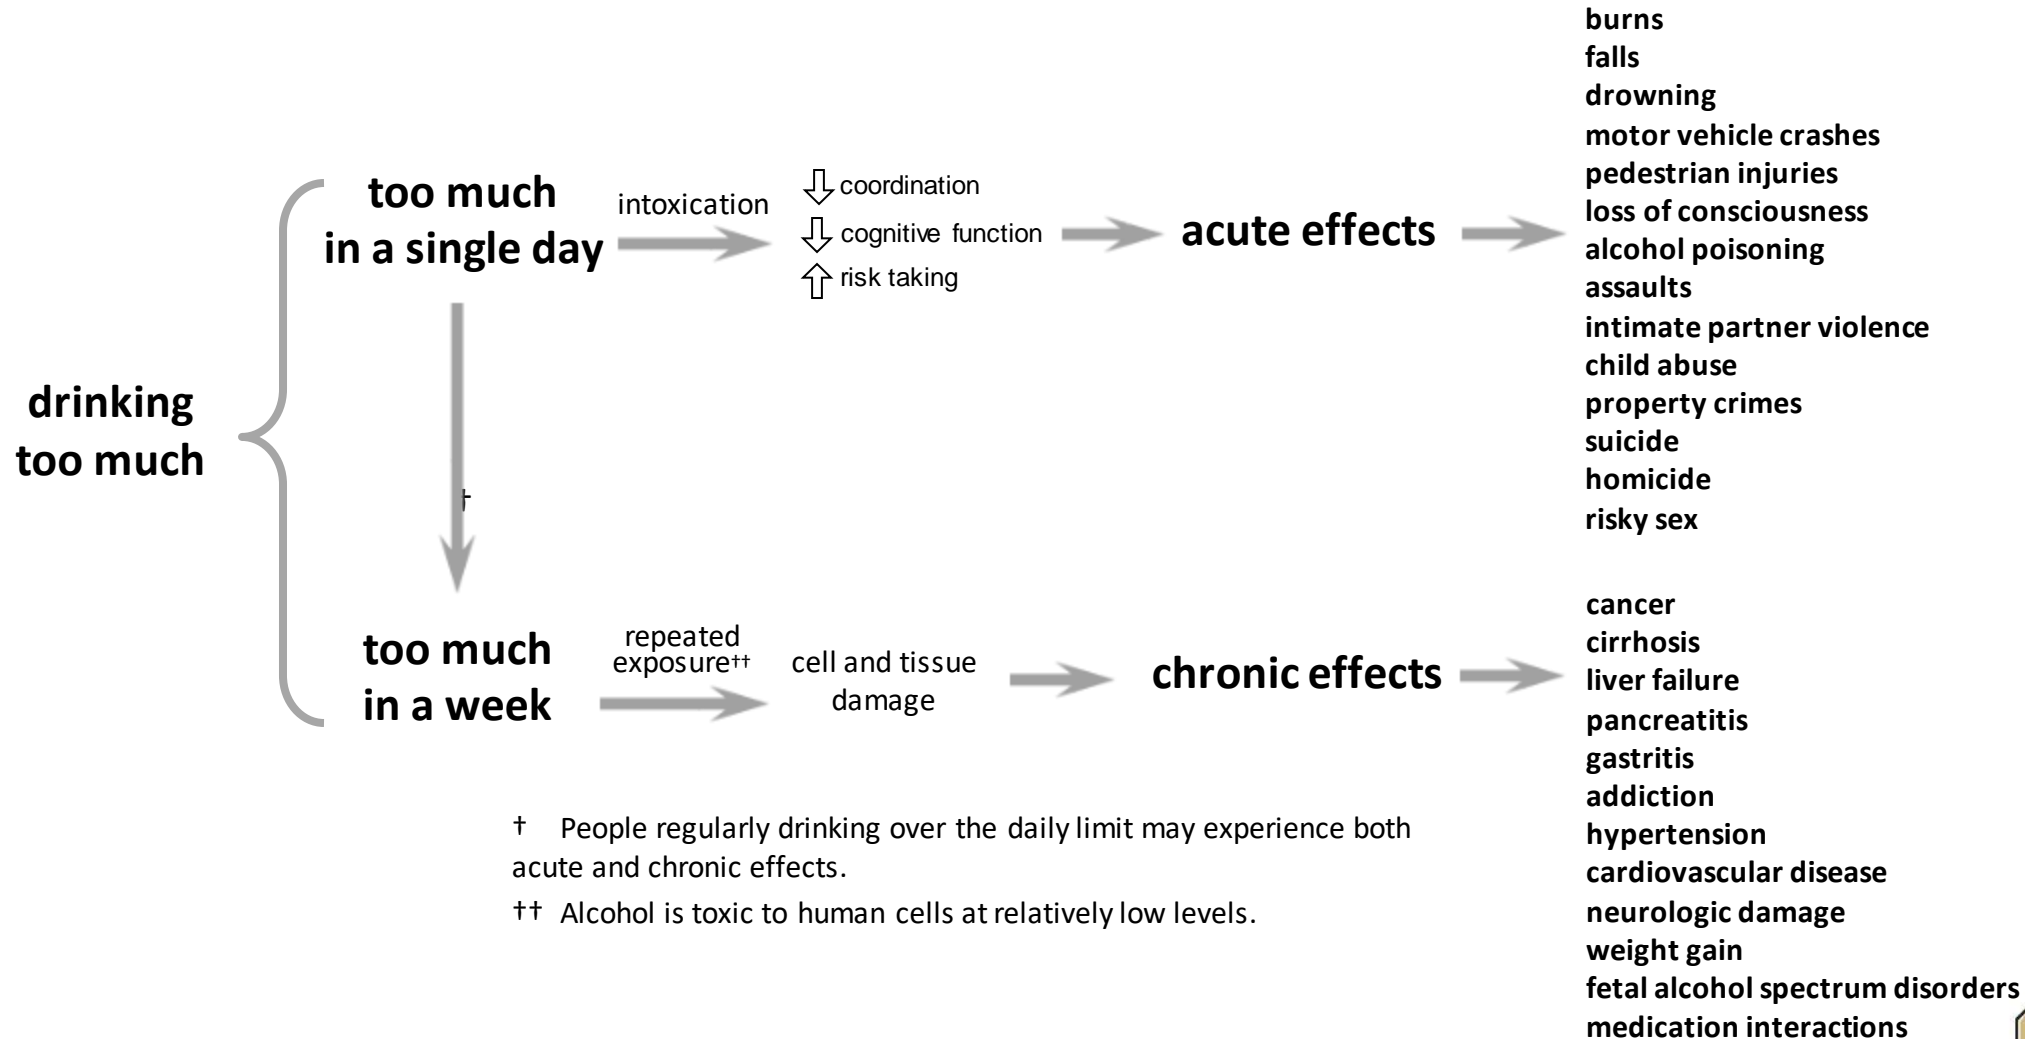 drinking
too much
too much
in a single day
intoxication
coordination
cognitive function
risk taking
acute effects
burns
falls
drowning
motor vehicle crashes
pedestrian injuries
loss of consciousness
alcohol poisoning
assaults
intimate partner violence
child abuse
property crimes
suicide
homicide
risky sex
†
too much
in a week
repeated
exposure††
cell and tissue
damage
chronic effects
cancer
cirrhosis
liver failure
pancreatitis
gastritis
addiction
hypertension
cardiovascular disease
neurologic damage
weight gain
fetal alcohol spectrum disorders
medication interactions
† People regularly drinking over the daily limit may experience both
acute and chronic effects.
†† Alcohol is toxic to human cells at relatively low levels.